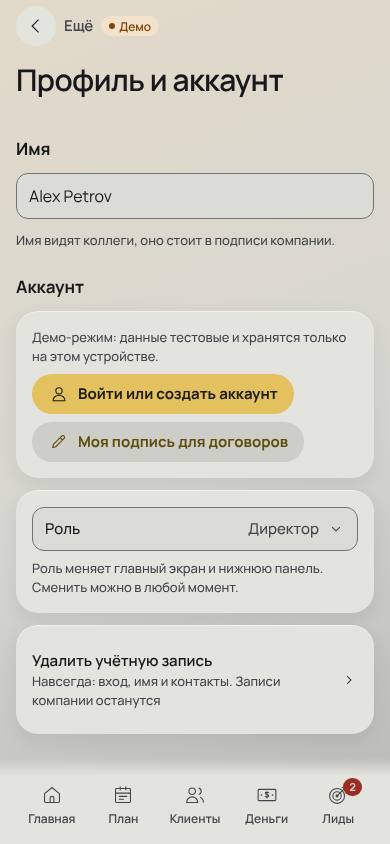 Ещё
Демо
Профиль и аккаунт
Имя
Alex Petrov
Имя видят коллеги, оно стоит в подписи компании.
Аккаунт
Демо-режим: данные тестовые и хранятся только
на этом устройстве.
Войти или создать аккаунт
Моя подпись для договоров
Роль
Директор
Роль меняет главный экран и нижнюю панель.
Сменить можно в любой момент.
Удалить учётную запись
Навсегда: вход, имя и контакты. Записи
компании останутся
2
Главная
План
Клиенты
Деньги
Лиды